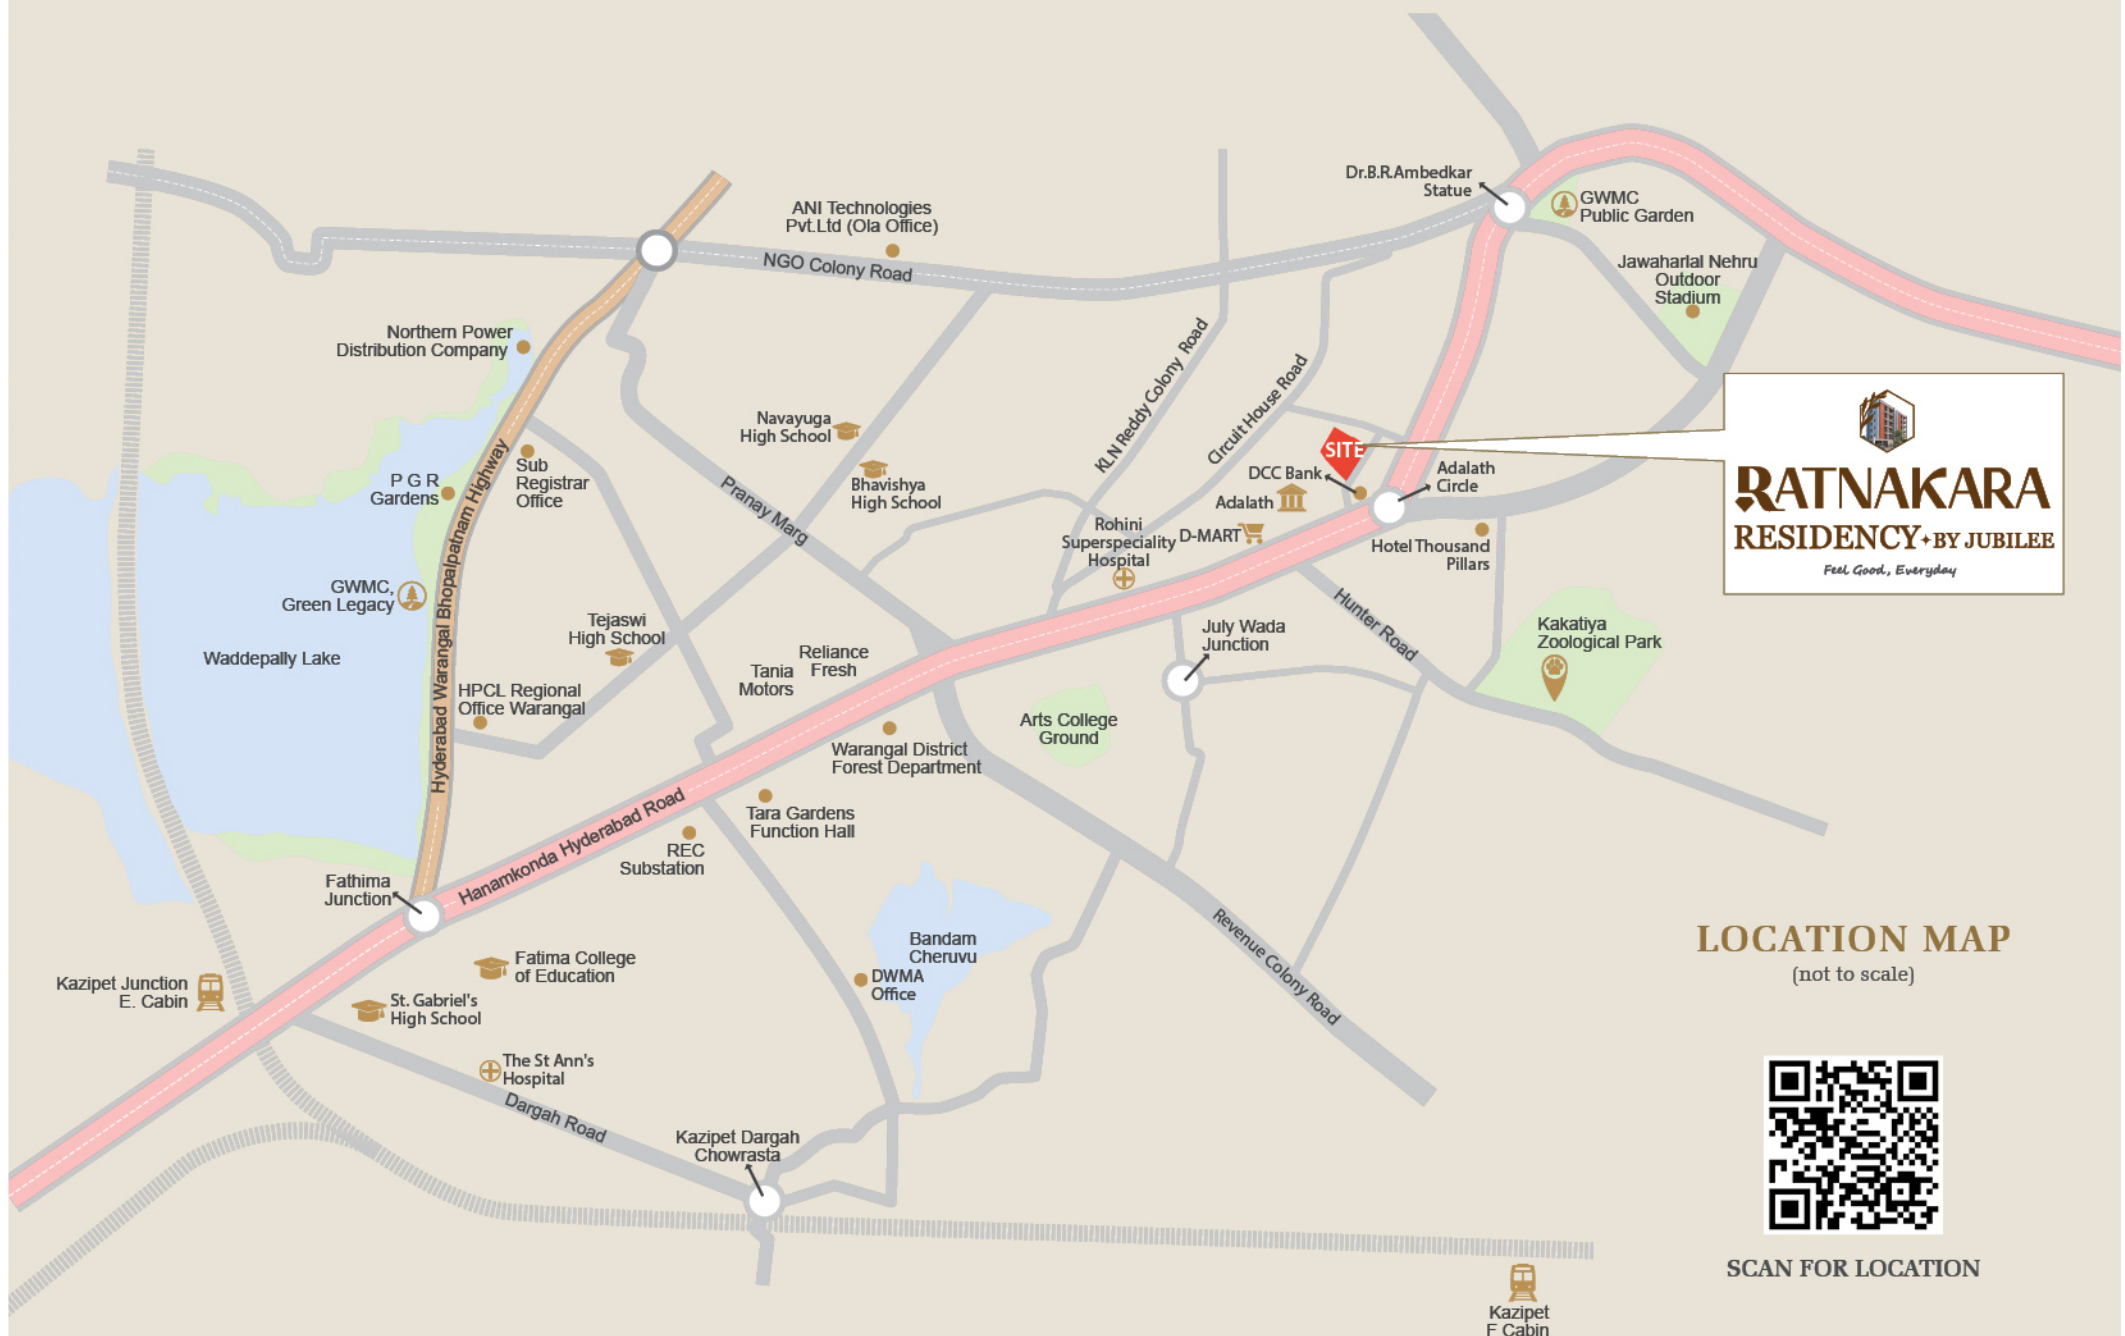 Dr.B.R.Ambedkar
Statue
GWMC
Public Garden
ANI Technologies
Pvt.Ltd (Ola Office)
NGO Colony Road
Jawaharlal Nehru
Outdoor
Stadium
Northern Power
Distribution Company
KLN Reddy Colony Road
Circuit House Road
Navayuga
High School
Bhavishya
High School
Sub
Registrar
Office
P G R
Gardens
Hyderabad Warangal Bhopalpatnam Highway
Pranay Marg
SITE
DCC Bank
Adalath
Circle
Adalath
D-MART
Rohini
Superspeciality
Hospital
Hotel Thousand
Pillars
RATNAKARA
RESIDENCY BY JUBILEE
Feel Good, Everyday
GWMC,
Green Legacy
Waddepally Lake
Tejaswi
High School
Reliance
Fresh
Tania
Motors
July Wada
Junction
Hunter Road
Kakatiya
Zoological Park
HPCL Regional
Office Warangal
Arts College
Ground
Warangal District
Forest Department
Tara Gardens
Function Hall
REC
Substation
Hanamkonda Hyderabad Road
Fathima
Junction
Fatima College
of Education
Bandam
Cheruvu
DWMA
Office
Revenue Colony Road
Kazipet Junction
E. Cabin
St. Gabriel's
High School
The St Ann's
Hospital
Dargah Road
Kazipet Dargah
Chowrasta
LOCATION MAP
(not to scale)
SCAN FOR LOCATION
Kazipet
F Cabin